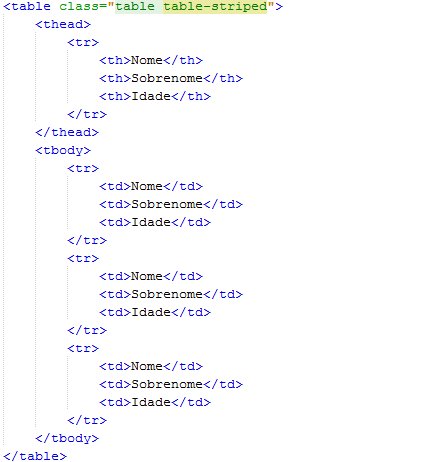 <table class="table table-striped">
    <thead>
        <tr>
            <th>Nome</th>
            <th>Sobrenome</th>
            <th>Idade</th>
        </tr>
    </thead>
    <tbody>
        <tr>
            <td>Nome</td>
            <td>Sobrenome</td>
            <td>Idade</td>
        </tr>
        <tr>
            <td>Nome</td>
            <td>Sobrenome</td>
            <td>Idade</td>
        </tr>
        <tr>
            <td>Nome</td>
            <td>Sobrenome</td>
            <td>Idade</td>
        </tr>
    </tbody>
</table>